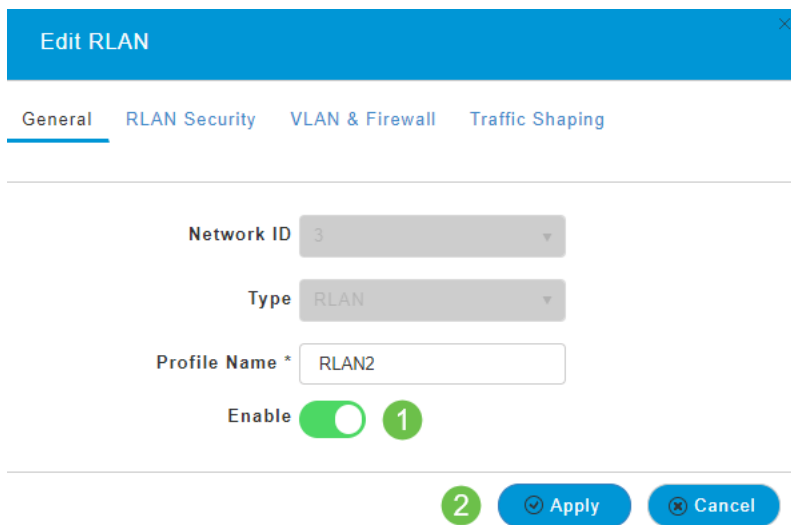 Edit RLAN
General RLAN Security VLAN & Firewall Traffic Shaping
Network ID 3
Type RLAN
Profile Name * RLAN2
Enable 1
2 Apply Cancel